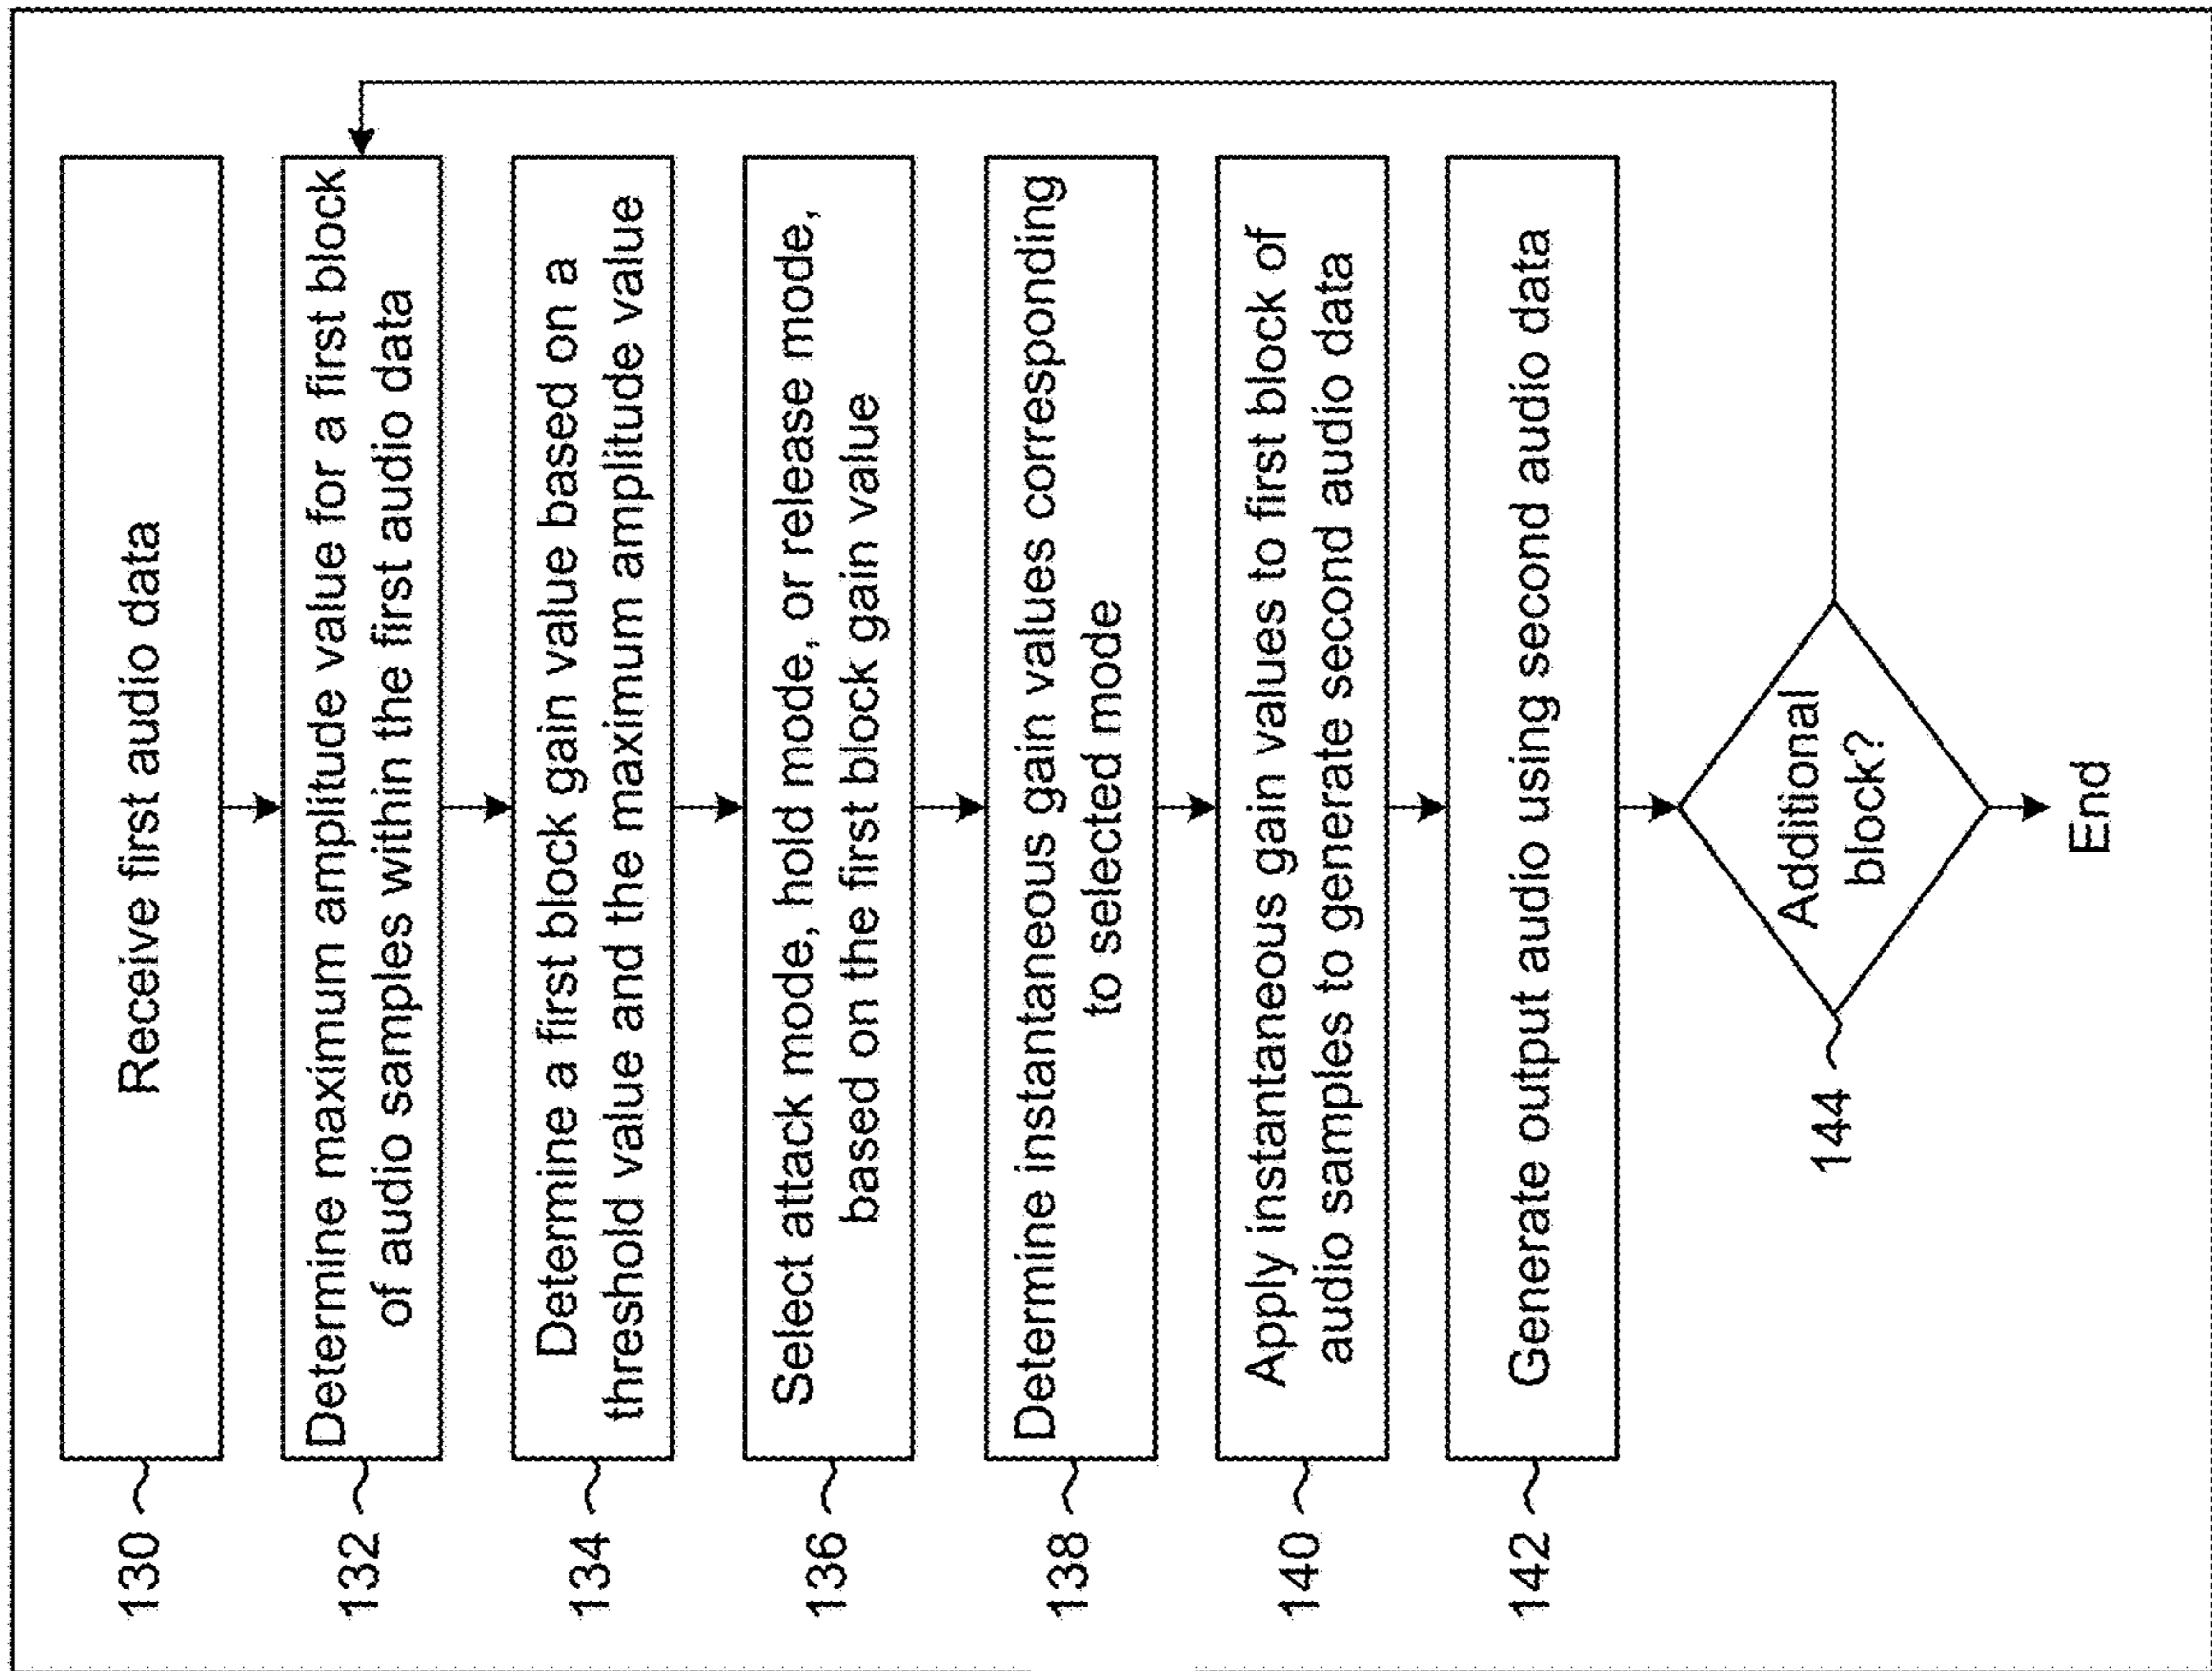 130
Receive first audio data
132
Determine maximum amplitude value for a first block
of audio samples within the first audio data
134
Determine a first block gain value based on a
threshold value and the maximum amplitude value
136
Select attack mode, hold mode, or release mode,
based on the first block gain value
138
Determine instantaneous gain values corresponding
to selected mode
140
Apply instantaneous gain values to first block of
audio samples to generate second audio data
142
Generate output audio using second audio data
144
Additional
block?
End